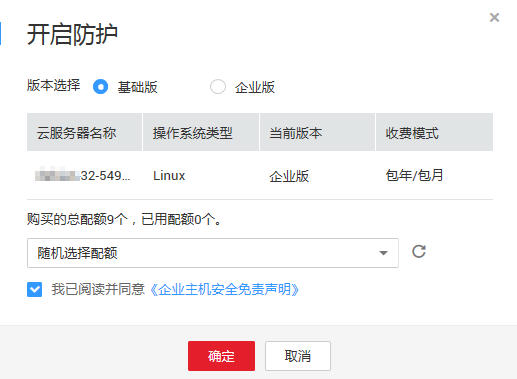 开启防护
版本选择 基础版 企业版
云服务器名称 操作系统类型 当前版本 收费模式
32-549... Linux 企业版 包年/包月
购买的总配额9个，已用配额0个。
随机选择配额
我已阅读并同意《企业主机安全免责声明》
确定 取消